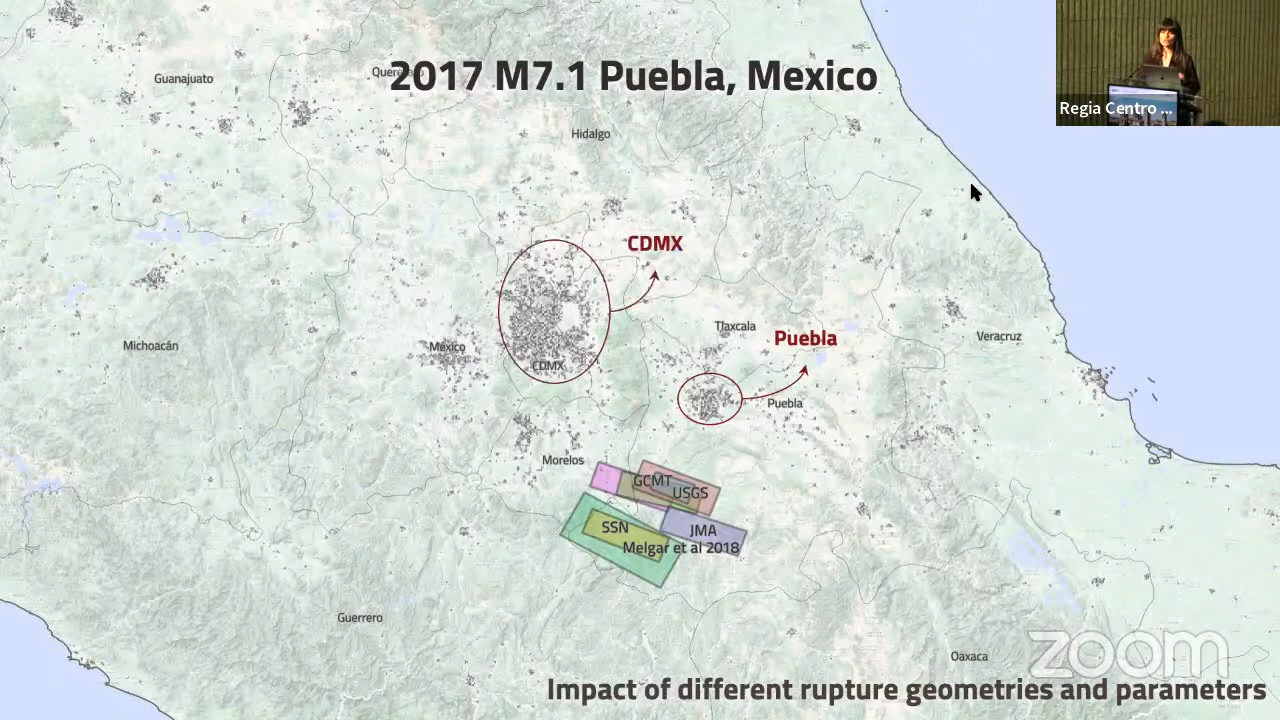 2017 M7.1 Puebla, Mexico
Regia Centro ...
Guanajuato
Hidalgo
CDMX
Tlaxcala
Puebla
Veracruz
Michoacán
México
CDMX
Puebla
Morelos
GCMT
USGS
SSN
JMA
Melgar et al 2018
Guerrero
Oaxaca
zoom
Impact of different rupture geometries and parameters